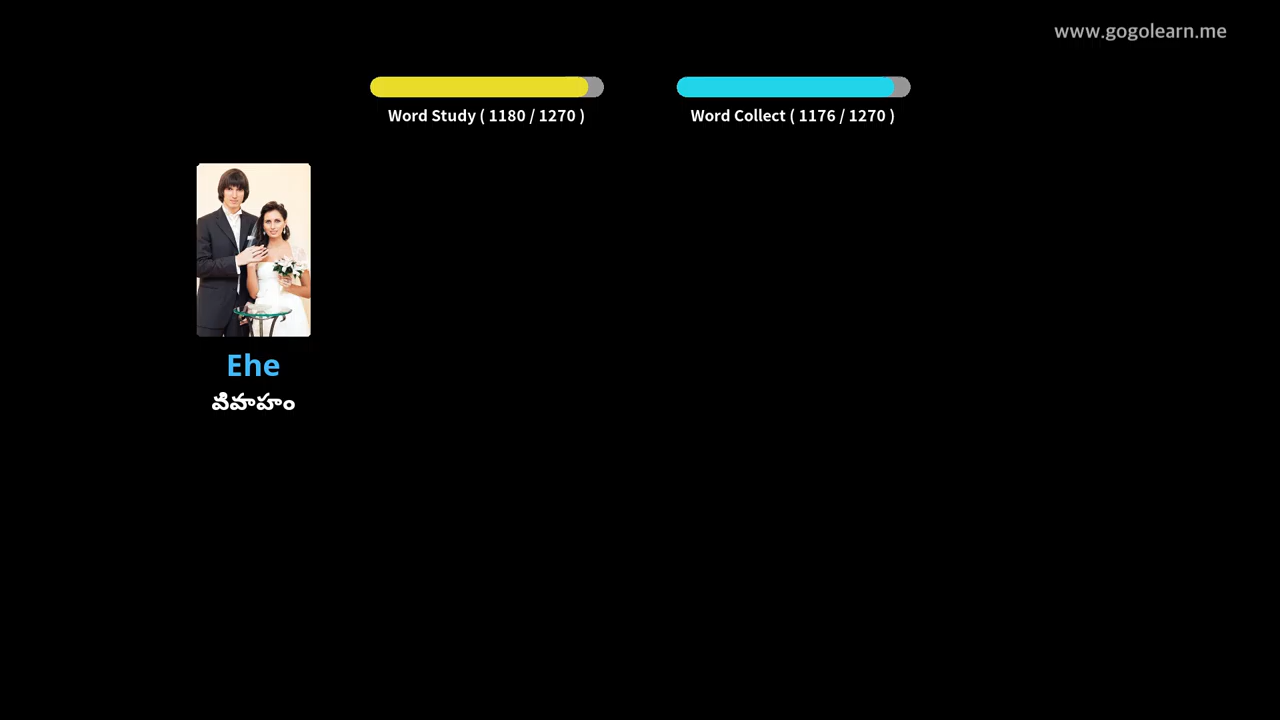 www.gogolearn.me
Word Study ( 1180 / 1270 )
Word Collect ( 1176 / 1270 )
Ehe
వివాహం